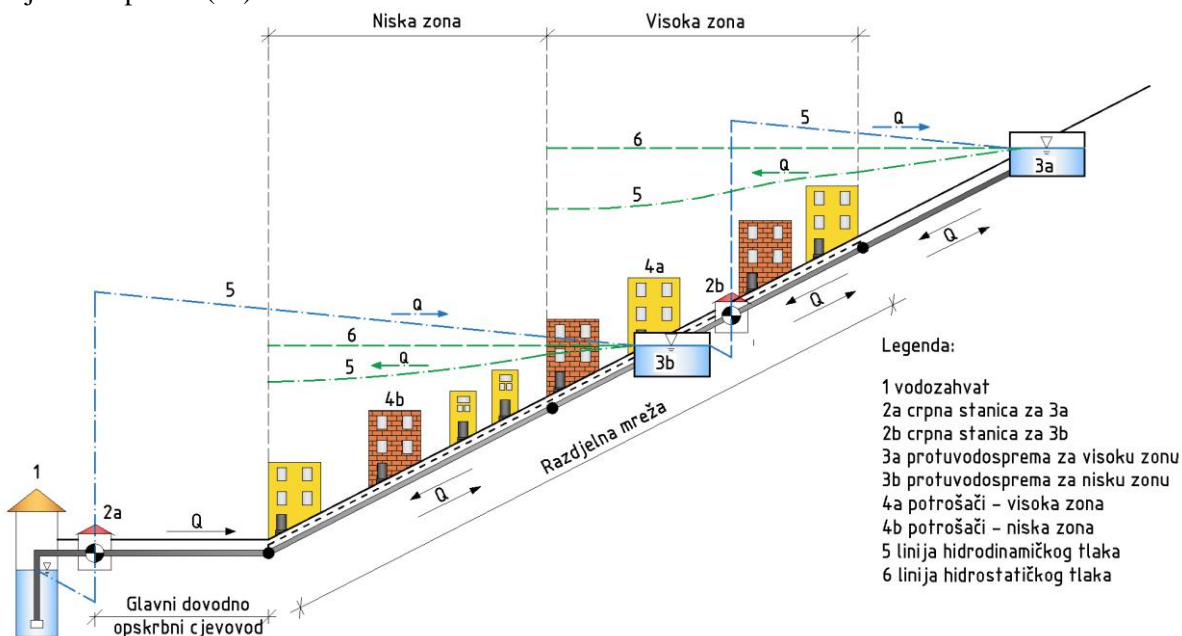 Niska zona
Visoka zona
5
Q
6
3a
Q
5
4a
2b
Q
5
Q
Q
6
3b
5
Q
4b
Legenda:
Razdjelna mreža
1 vodozahvat
2a crpna stanica za 3a
2b crpna stanica za 3b
3a protuvodosprema za visoku zonu
3b protuvodosprema za nisku zonu
4a potrošači – visoka zona
4b potrošači – niska zona
5 linija hidrodinamičkog tlaka
6 linija hidrostatičkog tlaka
1
2a
Q
Q
Glavni dovodno
opskrbni cjevovod